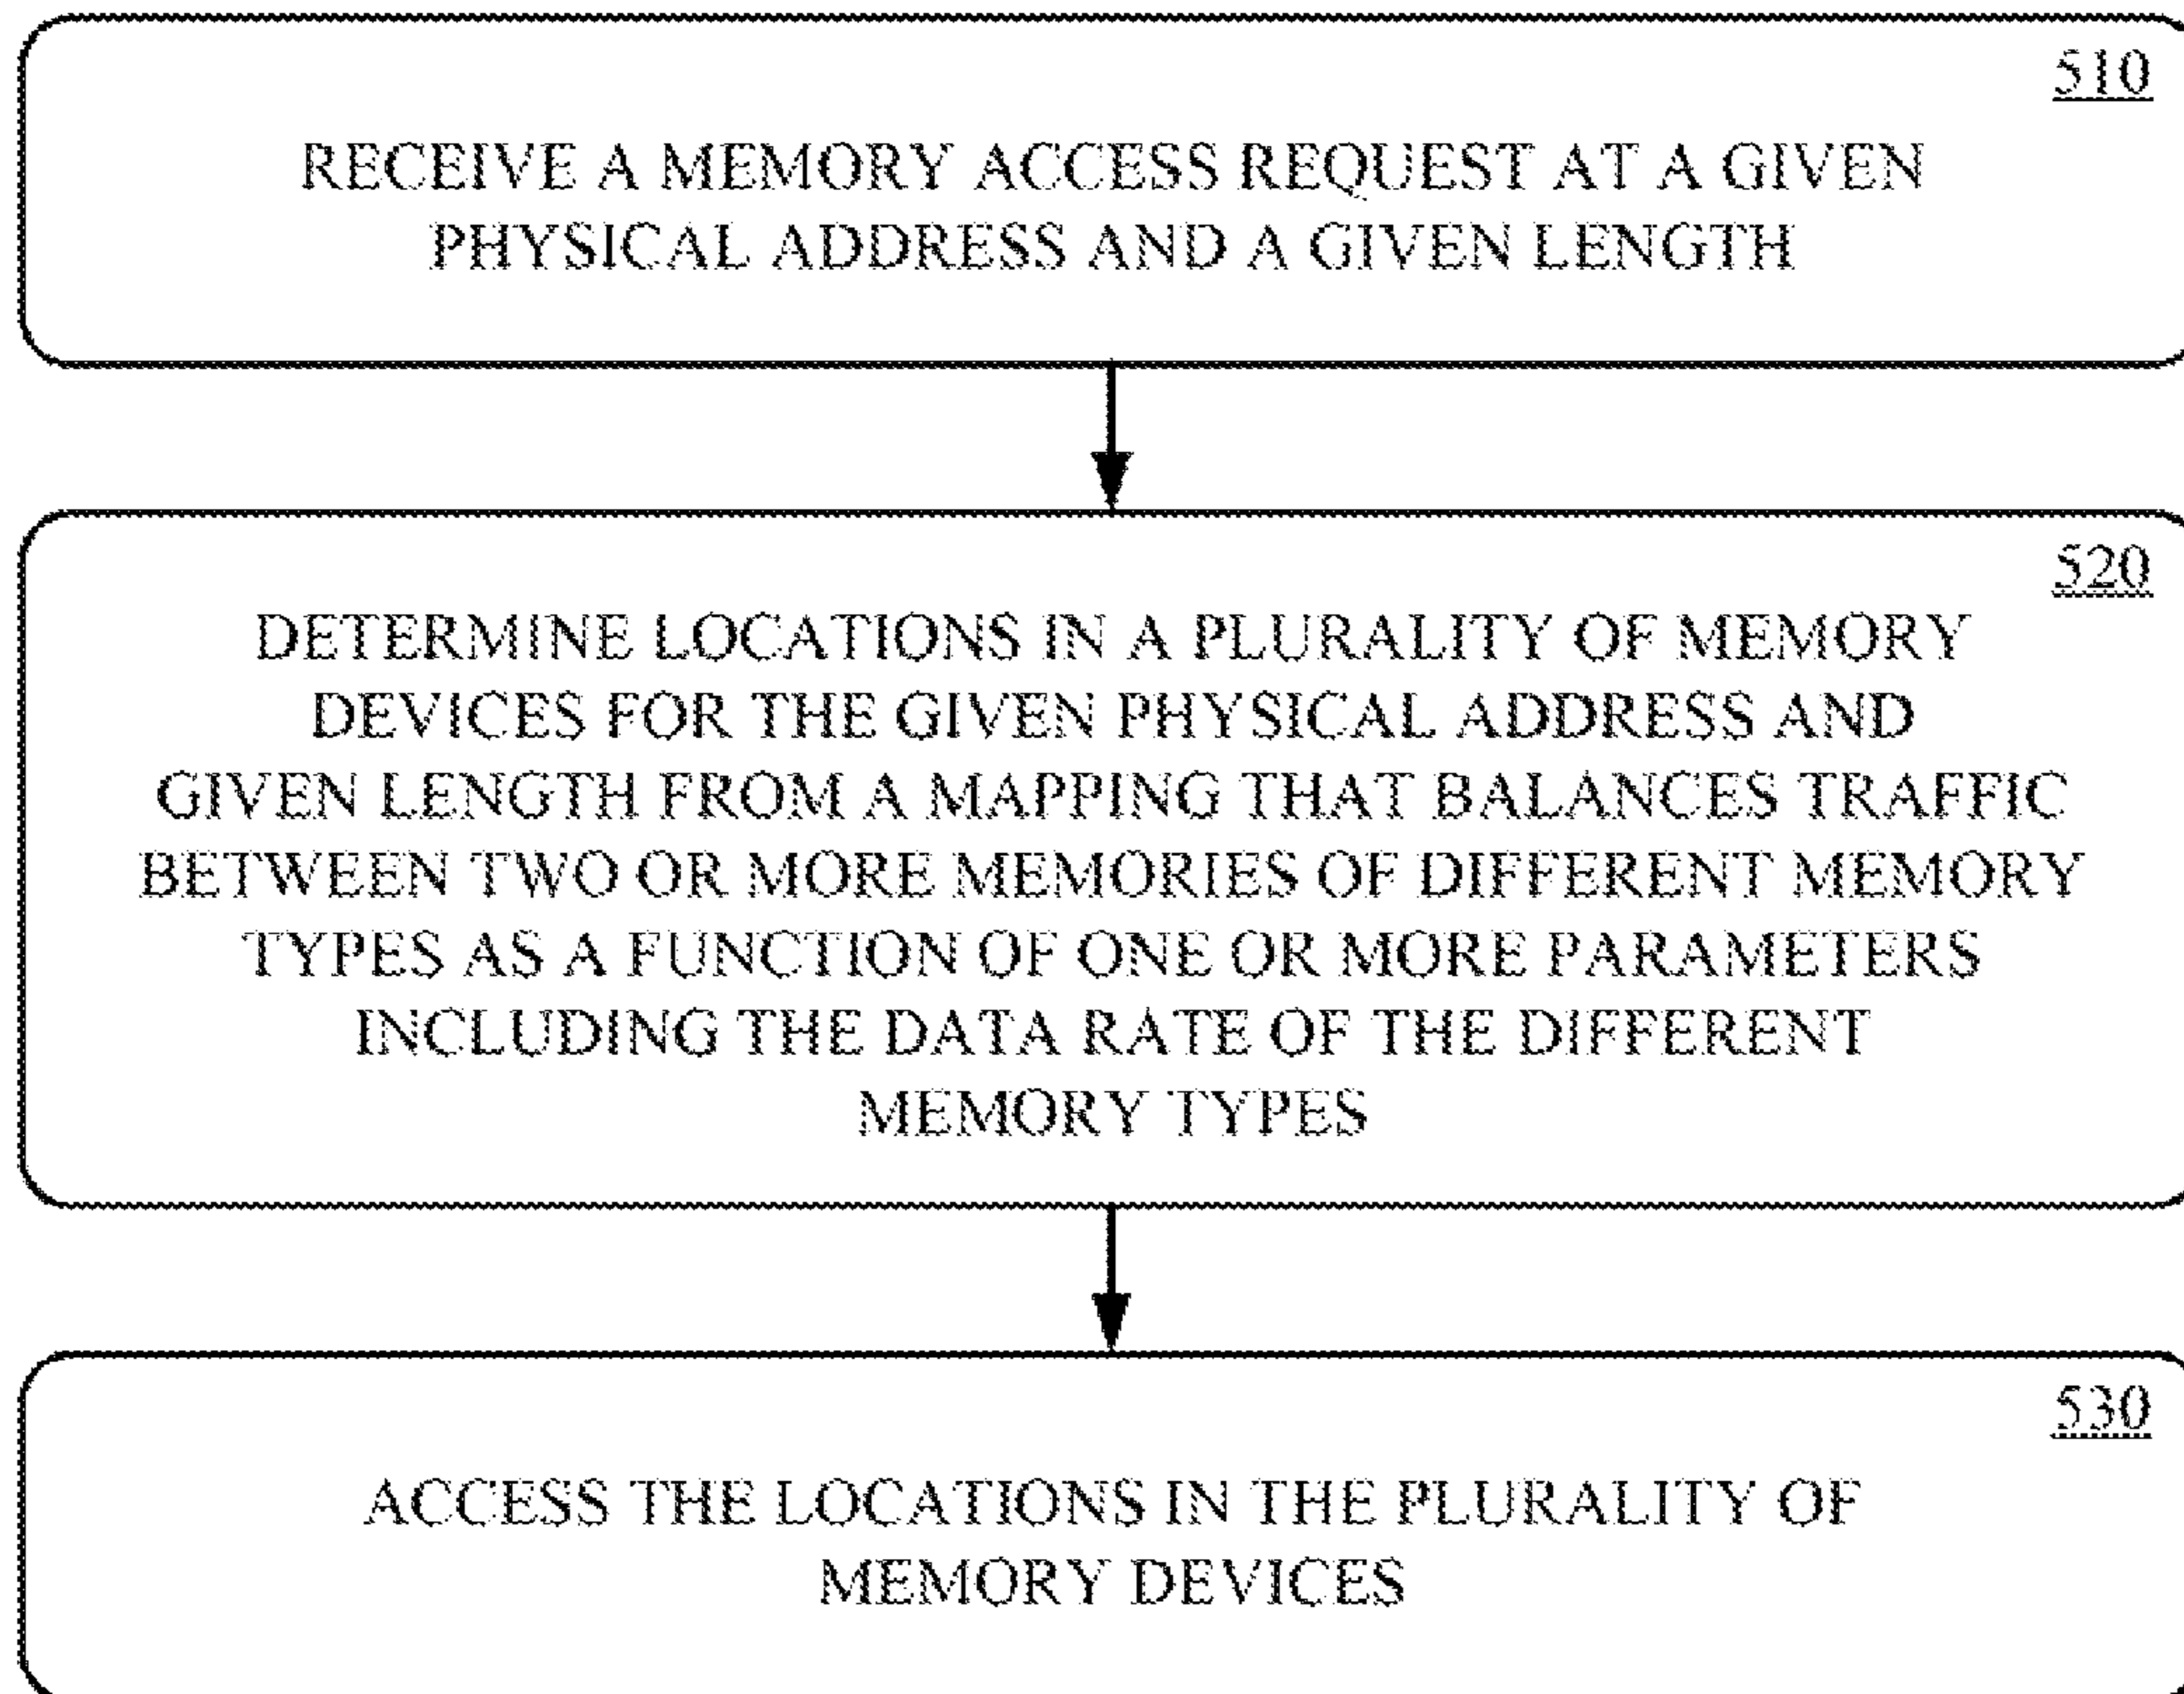 510
RECEIVE A MEMORY ACCESS REQUEST AT A GIVEN
PHYSICAL ADDRESS AND A GIVEN LENGTH
520
DETERMINE LOCATIONS IN A PLURALITY OF MEMORY
DEVICES FOR THE GIVEN PHYSICAL ADDRESS AND
GIVEN LENGTH FROM A MAPPING THAT BALANCES TRAFFIC
BETWEEN TWO OR MORE MEMORIES OF DIFFERENT MEMORY
TYPES AS A FUNCTION OF ONE OR MORE PARAMETERS
INCLUDING THE DATA RATE OF THE DIFFERENT
MEMORY TYPES
530
ACCESS THE LOCATIONS IN THE PLURALITY OF
MEMORY DEVICES